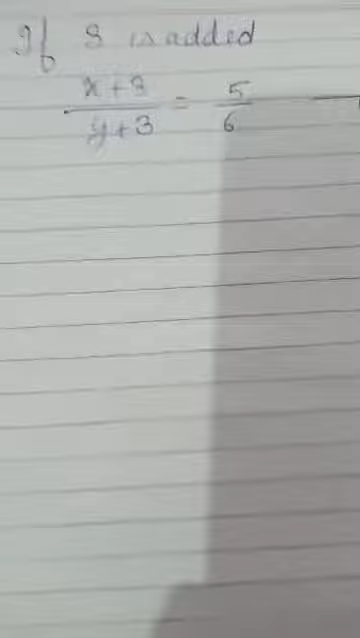 If 3 is added
x+3 / y+3 = 5 / 6